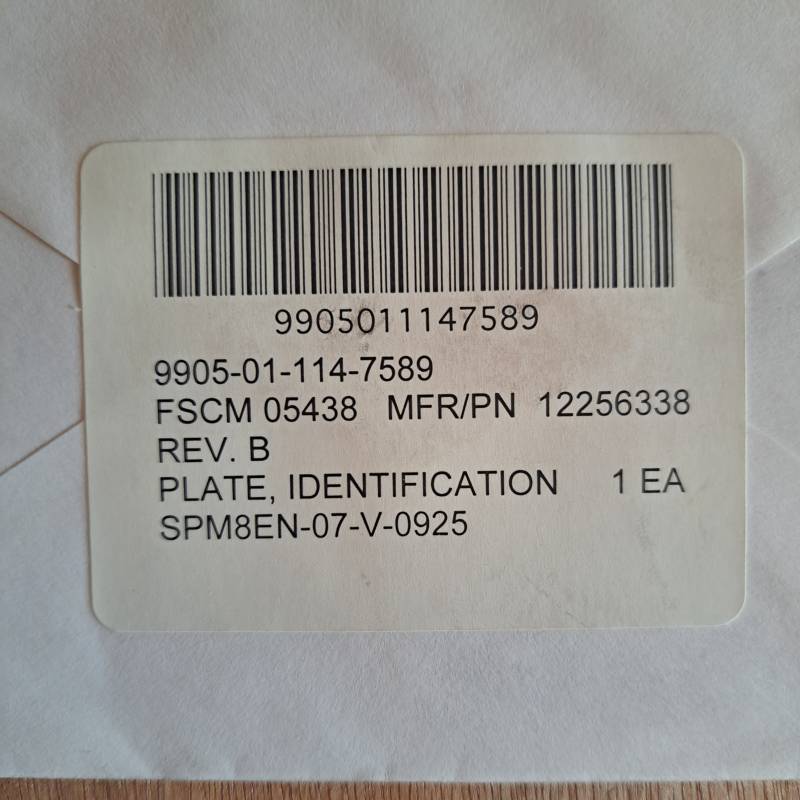 9905011147589
9905-01-114-7589
FSCM 05438 MFR/PN 12256338
REV. B
PLATE, IDENTIFICATION 1 EA
SPM8EN-07-V-0925